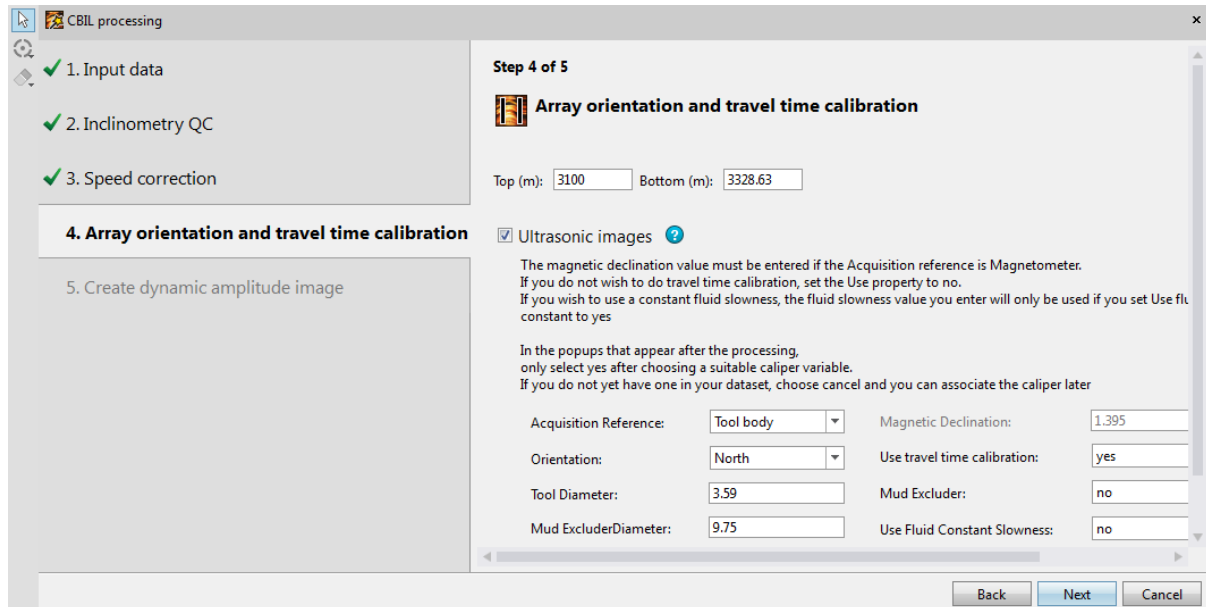 CBIL processing
1. Input data
2. Inclinometry QC
3. Speed correction
4. Array orientation and travel time calibration
5. Create dynamic amplitude image
Step 4 of 5
Array orientation and travel time calibration
Top (m): 3100 Bottom (m): 3328.63
Ultrasonic images ?
The magnetic declination value must be entered if the Acquisition reference is Magnetometer.
If you do not wish to do travel time calibration, set the Use property to no.
If you wish to use a constant fluid slowness, the fluid slowness value you enter will only be used if you set Use flu
constant to yes
In the popups that appear after the processing,
only select yes after choosing a suitable caliper variable.
If you do not yet have one in your dataset, choose cancel and you can associate the caliper later
Acquisition Reference: Tool body Magnetic Declination: 1.395
Orientation: North Use travel time calibration: yes
Tool Diameter: 3.59 Mud Excluder: no
Mud ExcluderDiameter: 9.75 Use Fluid Constant Slowness: no
Back Next Cancel